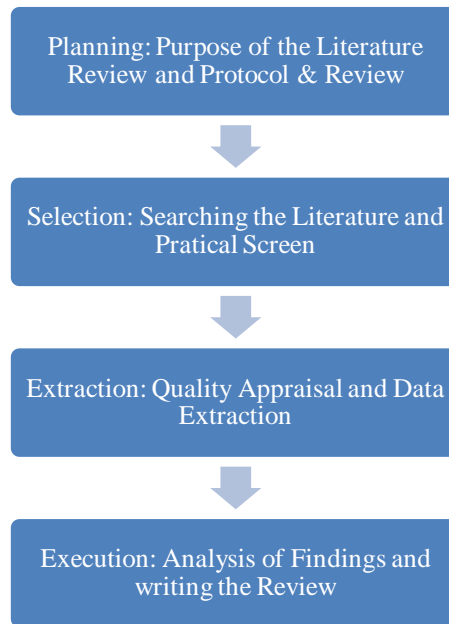 Planning: Purpose of the Literature
Review and Protocol & Review
Selection: Searching the Literature and
Pratical Screen
Extraction: Quality Appraisal and Data
Extraction
Execution: Analysis of Findings and
writing the Review